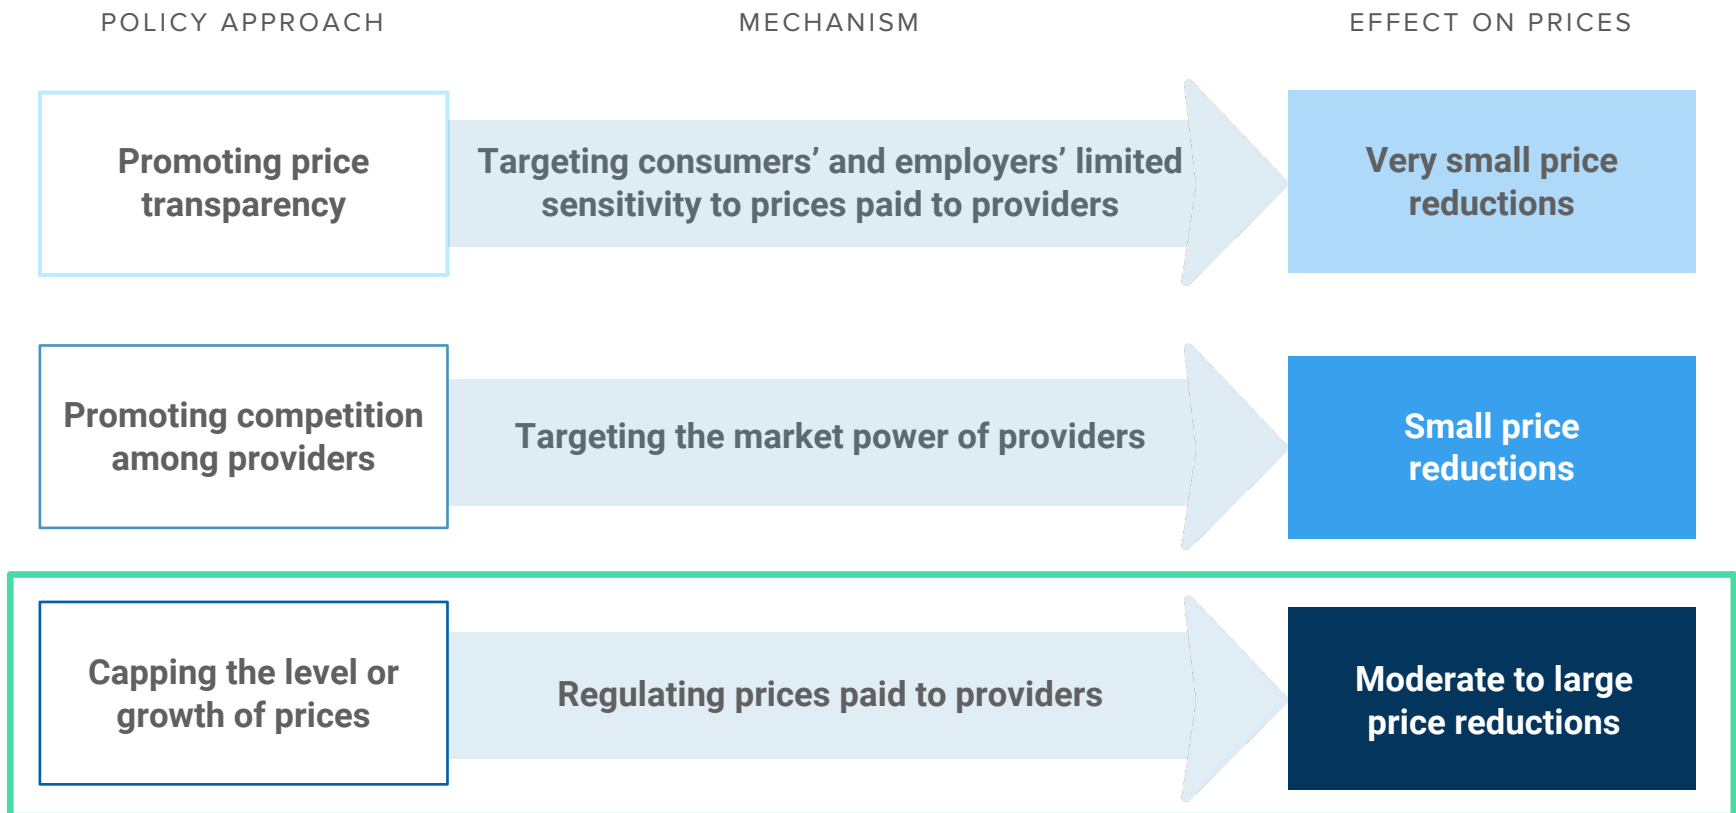 POLICY APPROACH
MECHANISM
EFFECT ON PRICES
Promoting price
transparency
Targeting consumers’ and employers’ limited
sensitivity to prices paid to providers
Very small price
reductions
Promoting competition
among providers
Targeting the market power of providers
Small price
reductions
Capping the level or
growth of prices
Regulating prices paid to providers
Moderate to large
price reductions